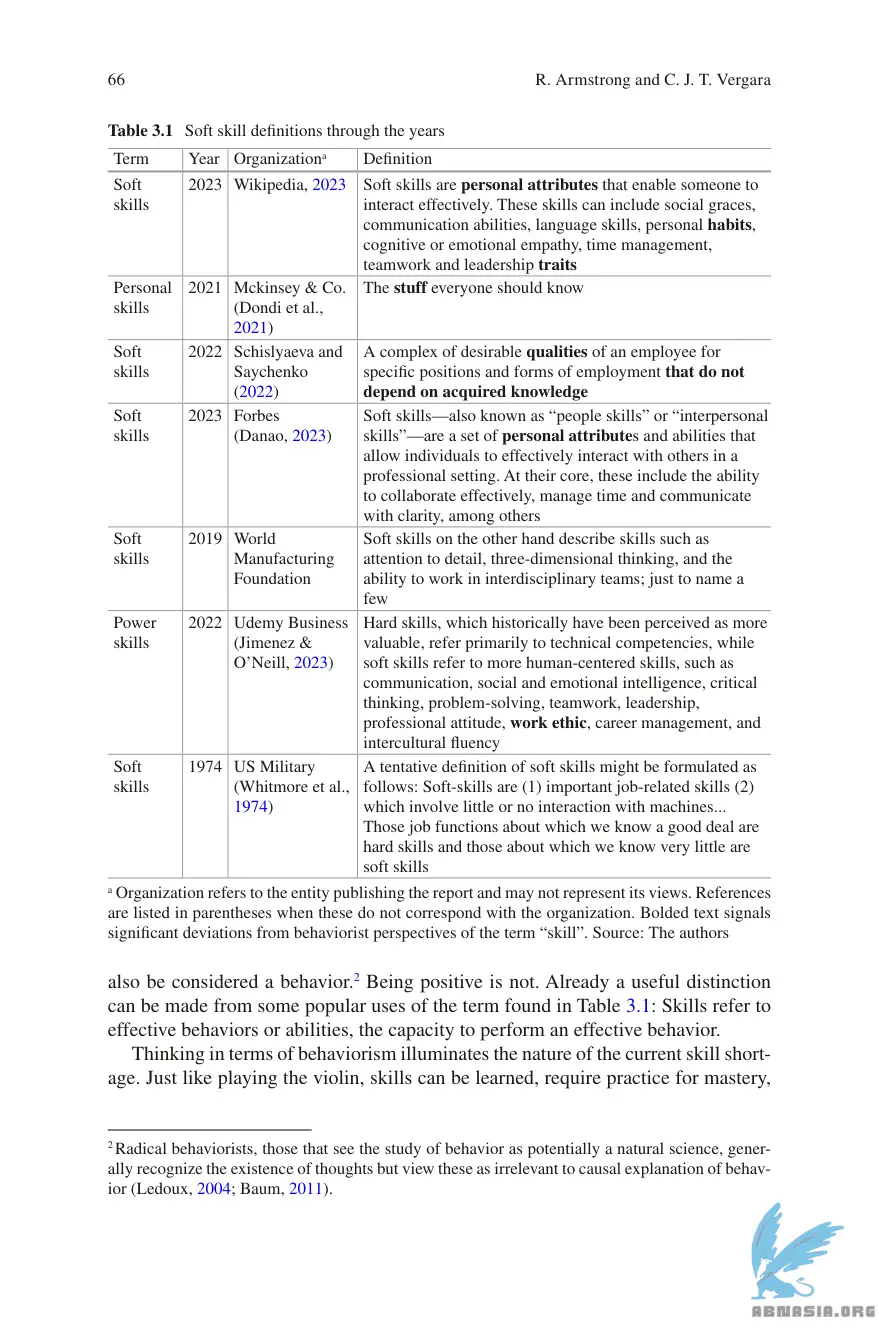 66
R. Armstrong and C. J. T. Vergara
Table 3.1 Soft skill definitions through the years
Term Year Organizationᵃ Definition
Soft skills 2023 Wikipedia, 2023 Soft skills are personal attributes that enable someone to
interact effectively. These skills can include social graces,
communication abilities, language skills, personal habits,
cognitive or emotional empathy, time management,
teamwork and leadership traits
Personal skills 2021 Mckinsey & Co. (Dondi et al., 2021) The stuff everyone should know
Soft skills 2022 Schislyaeva and Saychenko (2022) A complex of desirable qualities of an employee for
specific positions and forms of employment that do not
depend on acquired knowledge
Soft skills 2023 Forbes (Danao, 2023) Soft skills—also known as “people skills” or “interpersonal
skills”—are a set of personal attributes and abilities that
allow individuals to effectively interact with others in a
professional setting. At their core, these include the ability
to collaborate effectively, manage time and communicate
with clarity, among others
Soft skills 2019 World Manufacturing Foundation Soft skills on the other hand describe skills such as
attention to detail, three-dimensional thinking, and the
ability to work in interdisciplinary teams; just to name a
few
Power skills 2022 Udemy Business (Jimenez & O’Neill, 2023) Hard skills, which historically have been perceived as more
valuable, refer primarily to technical competencies, while
soft skills refer to more human-centered skills, such as
communication, social and emotional intelligence, critical
thinking, problem-solving, teamwork, leadership,
professional attitude, work ethic, career management, and
intercultural fluency
Soft skills 1974 US Military (Whitmore et al., 1974) A tentative definition of soft skills might be formulated as
follows: Soft-skills are (1) important job-related skills (2)
which involve little or no interaction with machines...
Those job functions about which we know a good deal are
hard skills and those about which we know very little are
soft skills
ᵃ Organization refers to the entity publishing the report and may not represent its views. References
are listed in parentheses when these do not correspond with the organization. Bolded text signals
significant deviations from behaviorist perspectives of the term “skill”. Source: The authors
also be considered a behavior.² Being positive is not. Already a useful distinction
can be made from some popular uses of the term found in Table 3.1: Skills refer to
effective behaviors or abilities, the capacity to perform an effective behavior.
Thinking in terms of behaviorism illuminates the nature of the current skill short-
age. Just like playing the violin, skills can be learned, require practice for mastery,
² Radical behaviorists, those that see the study of behavior as potentially a natural science, gener-
ally recognize the existence of thoughts but view these as irrelevant to causal explanation of behav-
ior (Ledoux, 2004; Baum, 2011).
ABNASIA.ORG